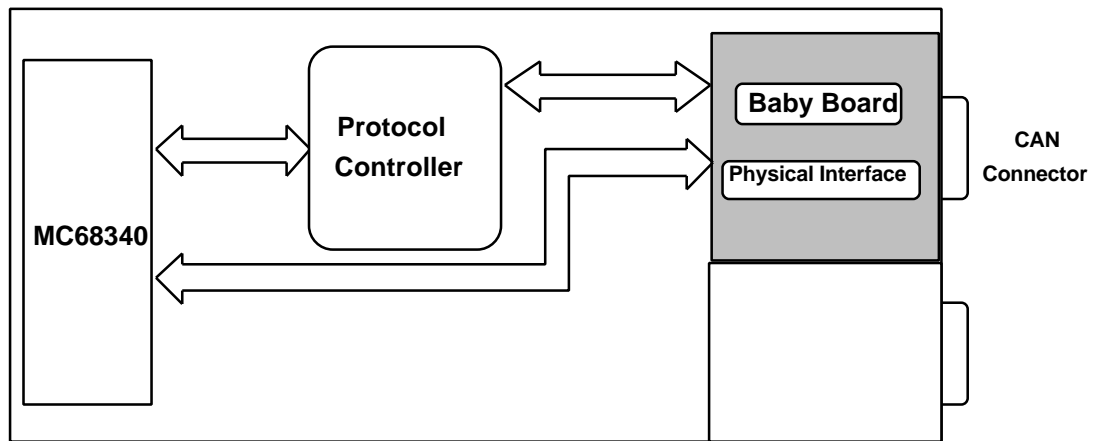 Baby Board
Protocol
Controller
CAN
Connector
Physical Interface
MC68340